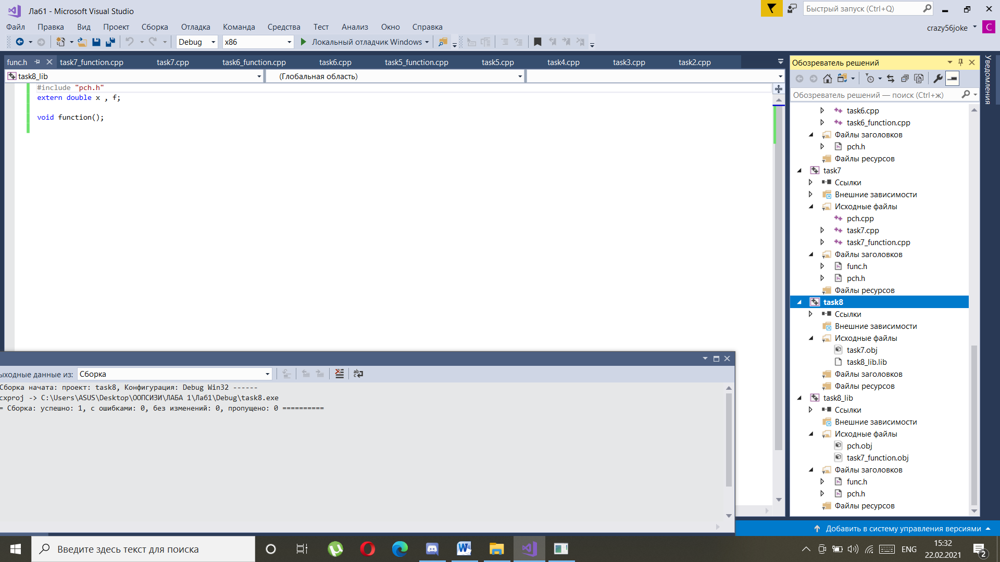 Ла61 - Microsoft Visual Studio
Быстрый запуск (Ctrl+Q)
Файл Правка Вид Проект Сборка Отладка Команда Средства Тест Анализ Окно Справка
crazy56joke
C
Debug x86 Локальный отладчик Windows
func.h task7_function.cpp task7.cpp task6_function.cpp task6.cpp task5_function.cpp task5.cpp task4.cpp task3.cpp task2.cpp
task8_lib (Глобальная область)
#include "pch.h"
extern double x , f;
void function();
Обозреватель решений
Обозреватель решений — поиск (Ctrl+ж)
task6.cpp
task6_function.cpp
Файлы заголовков
pch.h
Файлы ресурсов
task7
Ссылки
Внешние зависимости
Исходные файлы
pch.cpp
task7.cpp
task7_function.cpp
Файлы заголовков
func.h
pch.h
Файлы ресурсов
task8
Ссылки
Внешние зависимости
Исходные файлы
task7.obj
task8_lib.lib
Файлы заголовков
Файлы ресурсов
task8_lib
Ссылки
Внешние зависимости
Исходные файлы
pch.obj
task7_function.obj
Файлы заголовков
func.h
pch.h
Файлы ресурсов
Уведомления
ыходные данные из: Сборка
Сборка начата: проект: task8, Конфигурация: Debug Win32 ------
cxproj -> C:\Users\ASUS\Desktop\ООПСИЗИ\ЛАБА 1\Ла61\Debug\task8.exe
= Сборка: успешно: 1, с ошибками: 0, без изменений: 0, пропущено: 0 ==========
Добавить в систему управления версиями
Введите здесь текст для поиска
ENG
15:32
22.02.2021
2